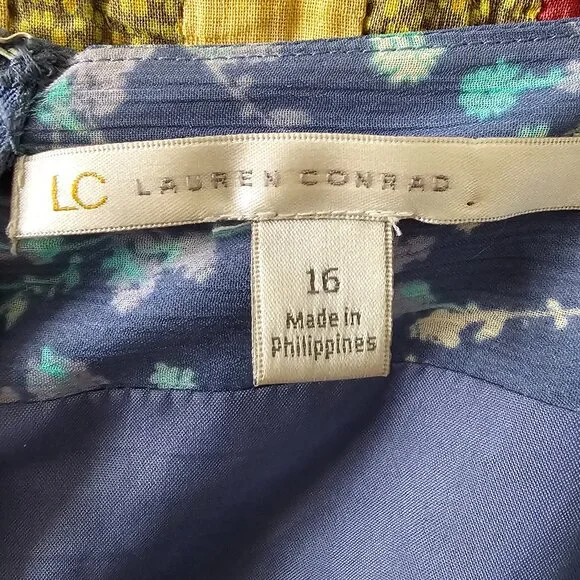 LC LAUREN CONRAD
16
Made in
Philippines